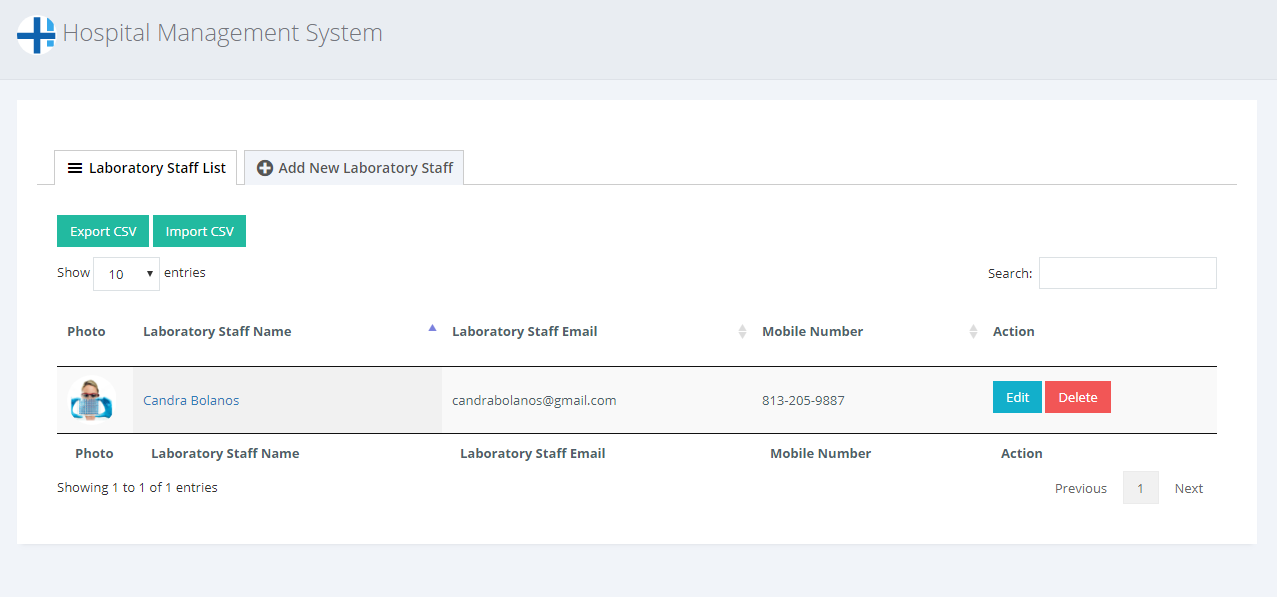 Hospital Management System
Laboratory Staff List Add New Laboratory Staff
Export CSV Import CSV
Show 10 entries Search:
Photo Laboratory Staff Name Laboratory Staff Email Mobile Number Action
Candra Bolanos candrabolanos@gmail.com 813-205-9887 Edit Delete
Photo Laboratory Staff Name Laboratory Staff Email Mobile Number Action
Showing 1 to 1 of 1 entries Previous 1 Next